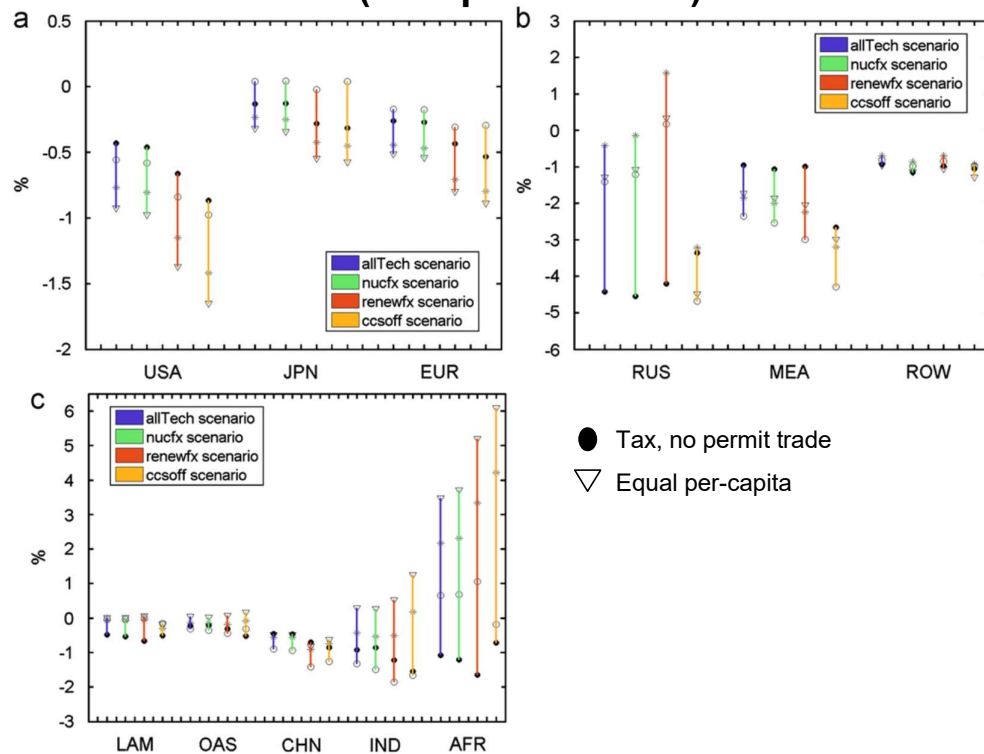 a
0.5
0
-0.5
-1
-1.5
-2
%
allTech scenario
nucfx scenario
renewfx scenario
ccsoff scenario
USA JPN EUR
b
3
2
1
0
-1
-2
-3
-4
-5
-6
%
allTech scenario
nucfx scenario
renewfx scenario
ccsoff scenario
RUS MEA ROW
c
6
5
4
3
2
1
0
-1
-2
-3
%
allTech scenario
nucfx scenario
renewfx scenario
ccsoff scenario
LAM OAS CHN IND AFR
Tax, no permit trade
Equal per-capita